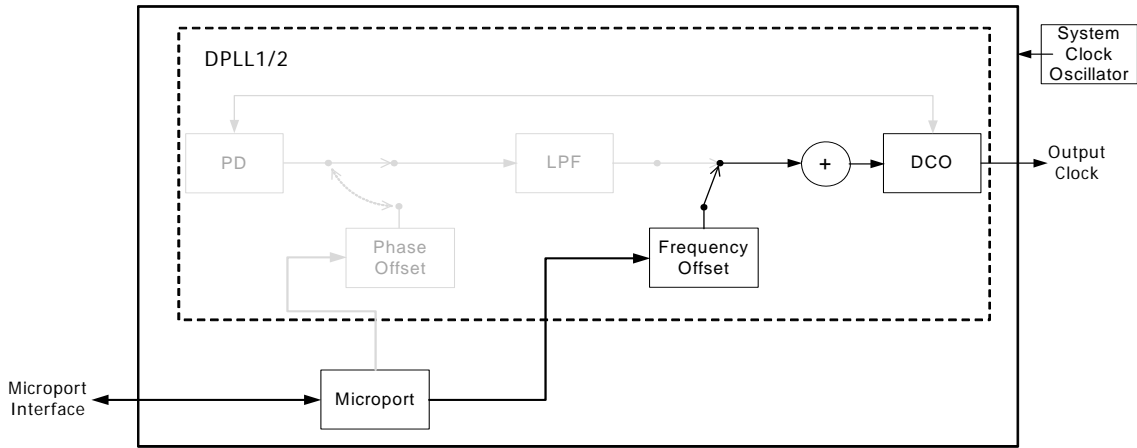 System
Clock
Oscillator
DPLL1/2
PD
LPF
+
DCO
Output
Clock
Phase
Offset
Frequency
Offset
Microport
Interface
Microport